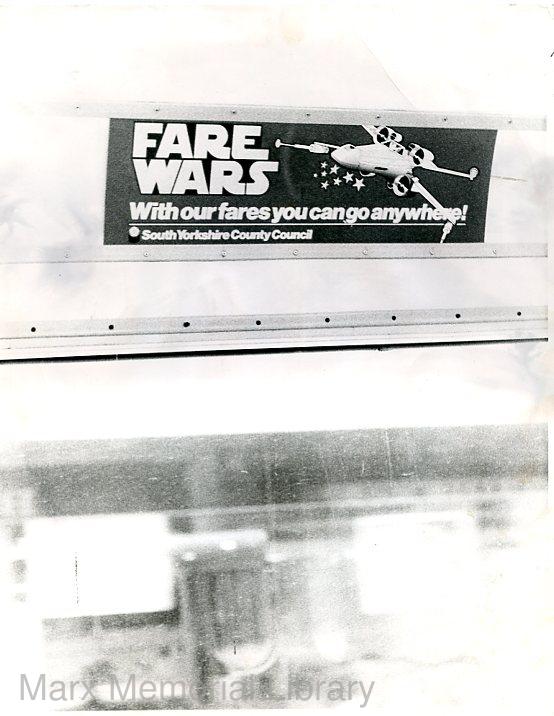 FARE
WARS
With our fares you can go anywhere!
South Yorkshire County Council
Marx Memorial Library